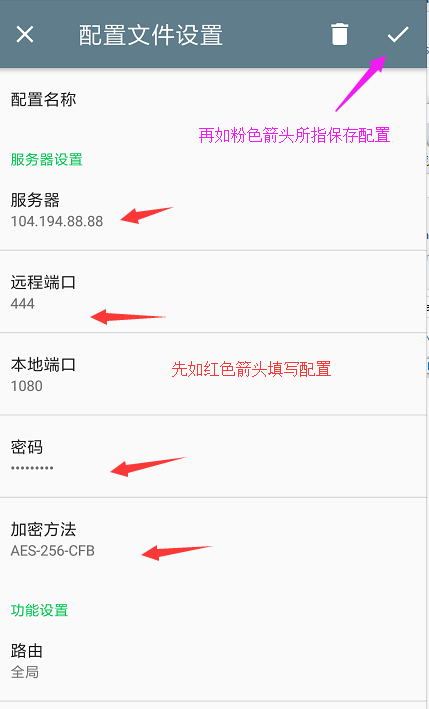 配置文件设置
配置名称
再如粉色箭头所指保存配置
服务器设置
服务器
104.194.88.88
远程端口
444
本地端口
1080
先如红色箭头填写配置
密码
•••••••••
加密方法
AES-256-CFB
功能设置
路由
全局